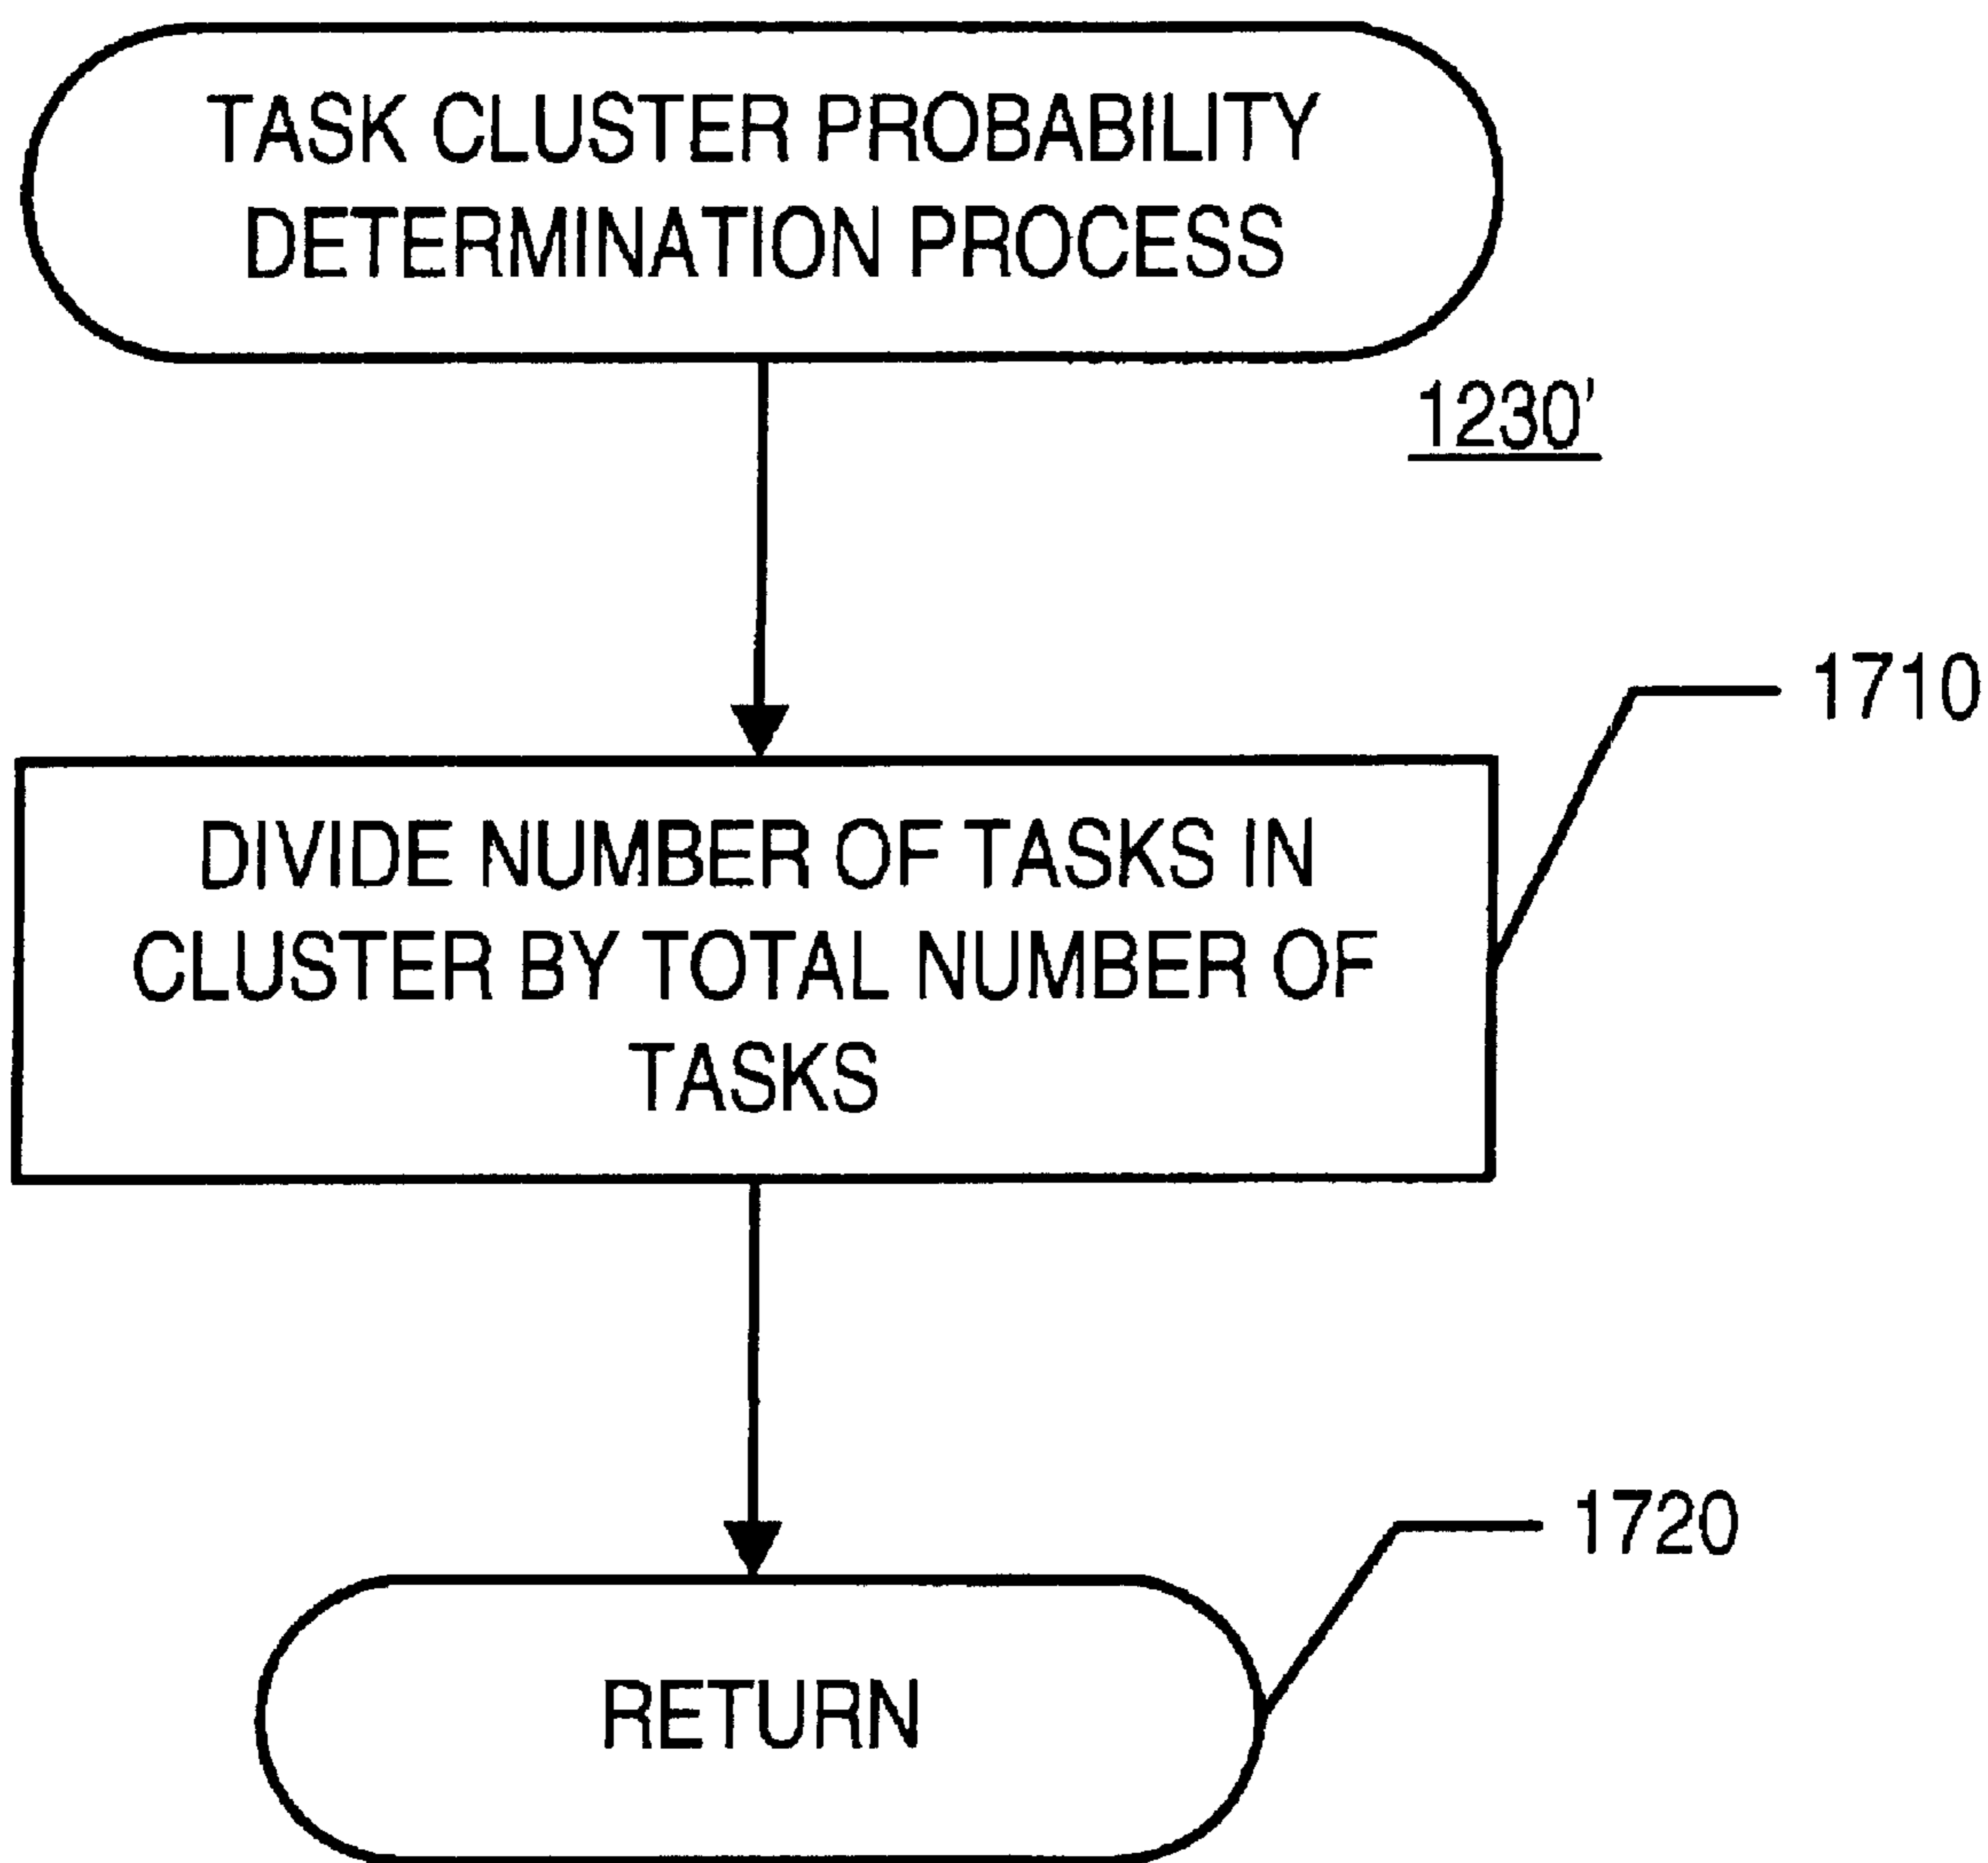 TASK CLUSTER PROBABILITY
DETERMINATION PROCESS
1230'
1710
DIVIDE NUMBER OF TASKS IN
CLUSTER BY TOTAL NUMBER OF
TASKS
1720
RETURN